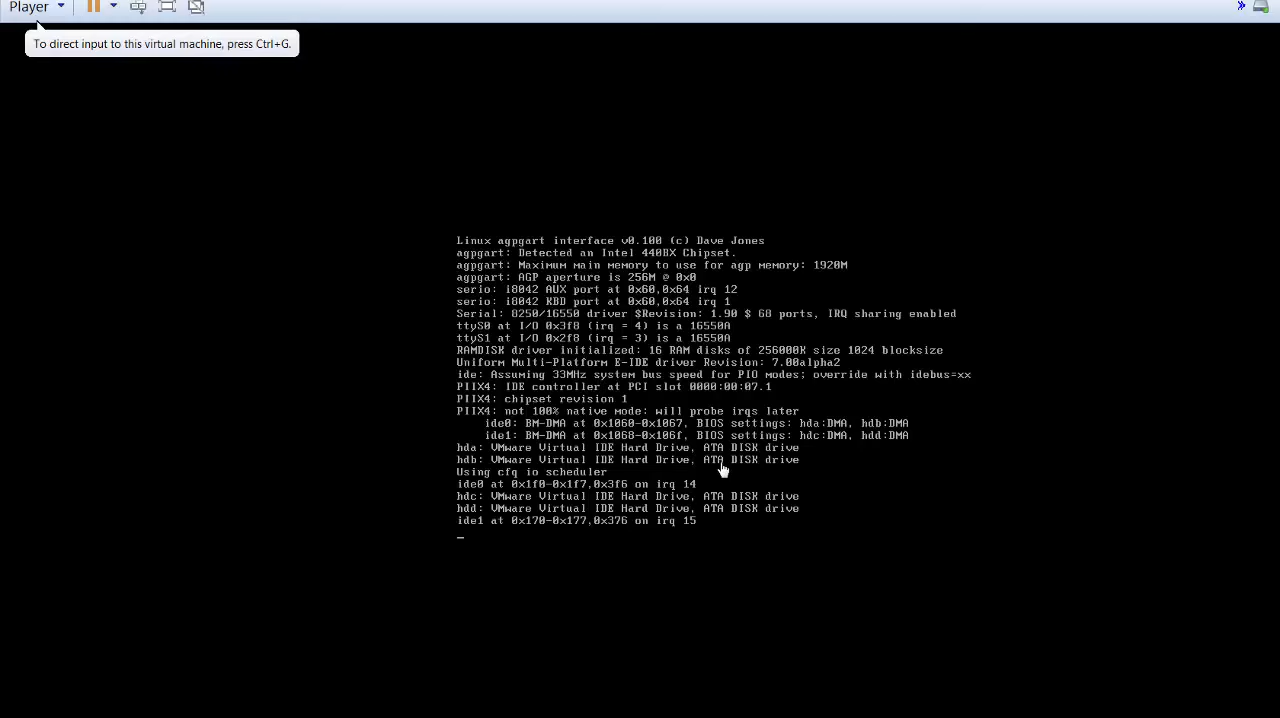 Player
To direct input to this virtual machine, press Ctrl+G.
Linux agpgart interface v0.100 (c) Dave Jones
agpgart: Detected an Intel 440BX Chipset.
agpgart: Maximum main memory to use for agp memory: 1920M
agpgart: AGP aperture is 256M @ 0x0
serio: i8042 AUX port at 0x60,0x64 irq 12
serio: i8042 KBD port at 0x60,0x64 irq 1
Serial: 8250/16550 driver $Revision: 1.90 $ 68 ports, IRQ sharing enabled
ttyS0 at I/O 0x3f8 (irq = 4) is a 16550A
ttyS1 at I/O 0x2f8 (irq = 3) is a 16550A
RAMDISK driver initialized: 16 RAM disks of 256000K size 1024 blocksize
Uniform Multi-Platform E-IDE driver Revision: 7.00alpha2
ide: Assuming 33MHz system bus speed for PIO modes; override with idebus=xx
PIIX4: IDE controller at PCI slot 0000:00:07.1
PIIX4: chipset revision 1
PIIX4: not 100% native mode: will probe irqs later
ide0: BM-DMA at 0x1060-0x1067, BIOS settings: hda:DMA, hdb:DMA
ide1: BM-DMA at 0x1068-0x106f, BIOS settings: hdc:DMA, hdd:DMA
hda: VMware Virtual IDE Hard Drive, ATA DISK drive
hdb: VMware Virtual IDE Hard Drive, ATA DISK drive
Using cfq io scheduler
ide0 at 0x1f0-0x1f7,0x3f6 on irq 14
hdc: VMware Virtual IDE Hard Drive, ATA DISK drive
hdd: VMware Virtual IDE Hard Drive, ATA DISK drive
ide1 at 0x170-0x177,0x376 on irq 15